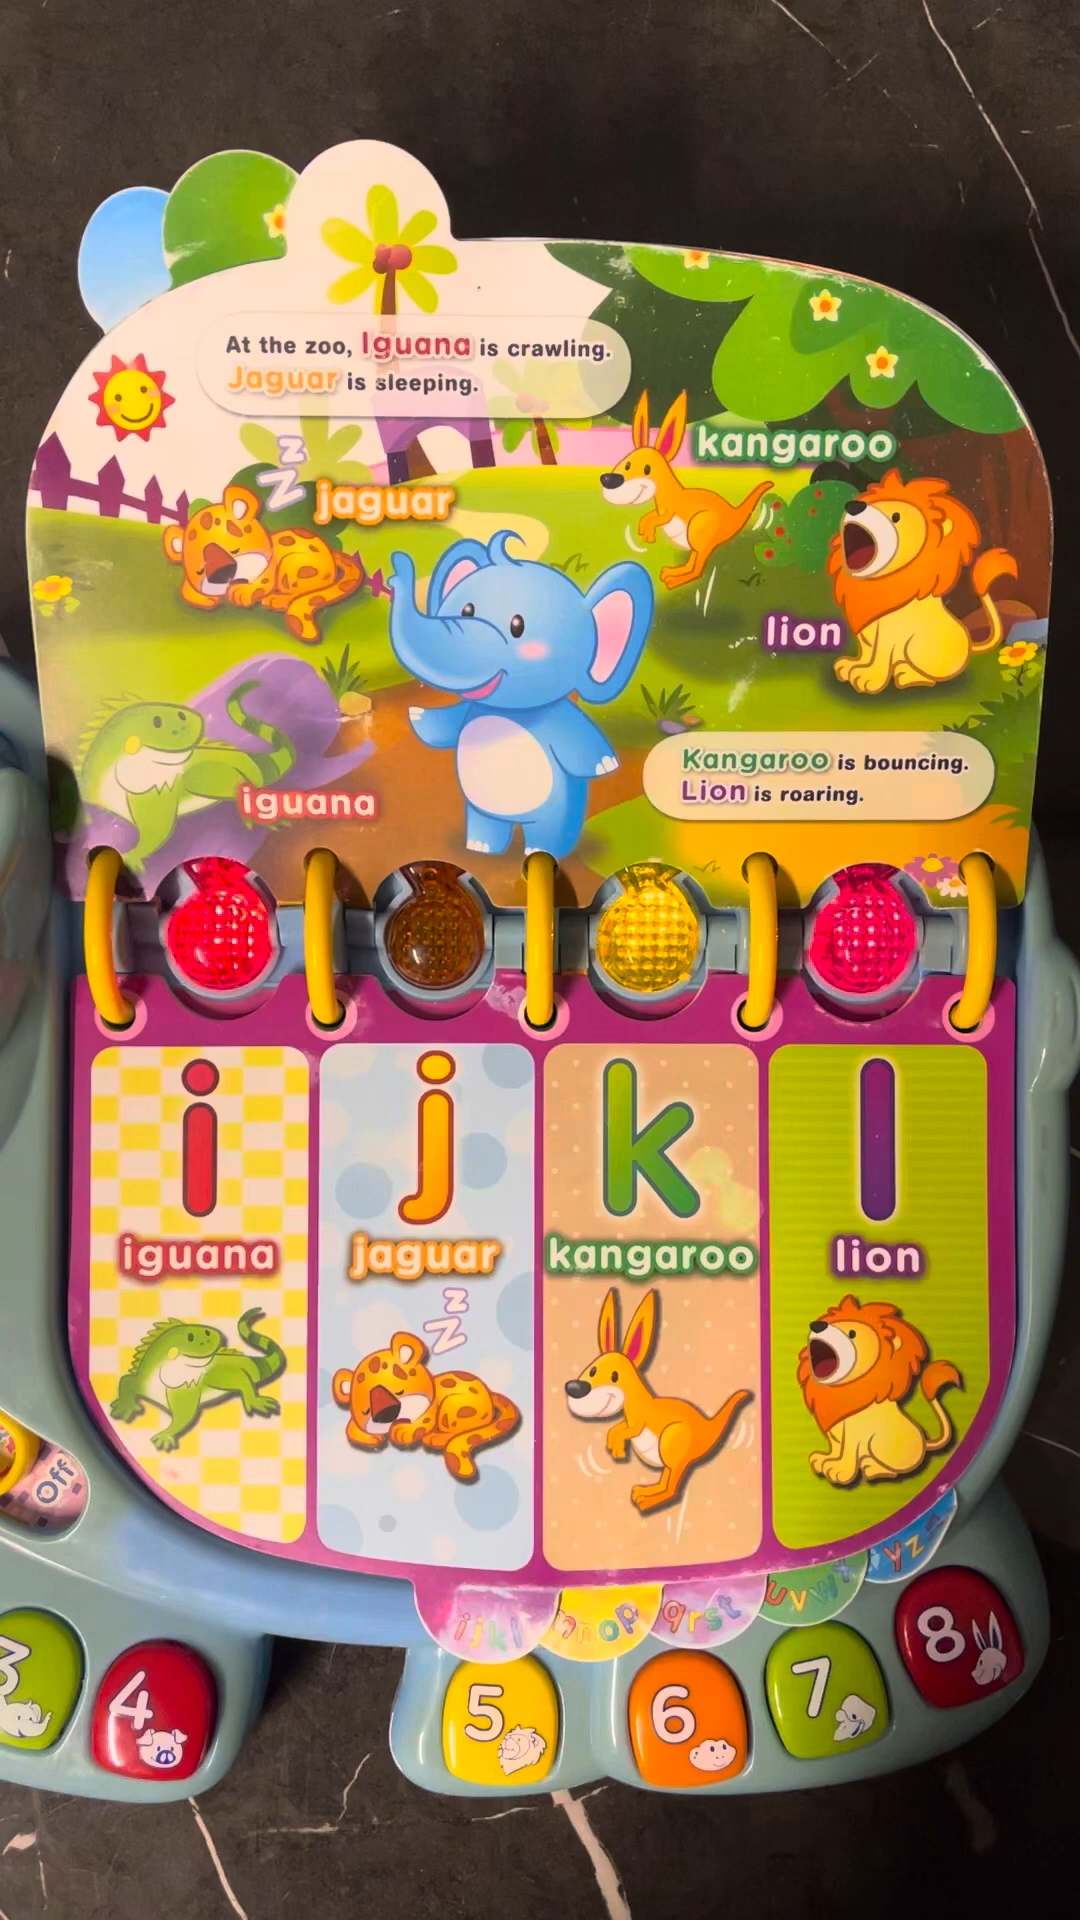 At the zoo, Iguana is crawling.
Jaguar is sleeping.
z
z
jaguar
kangaroo
lion
iguana
Kangaroo is bouncing.
Lion is roaring.
i
j
k
l
iguana
jaguar
kangaroo
lion
z
z
Off
ijkl
mnop
qrst
uvwx
yz
3
4
5
6
7
8